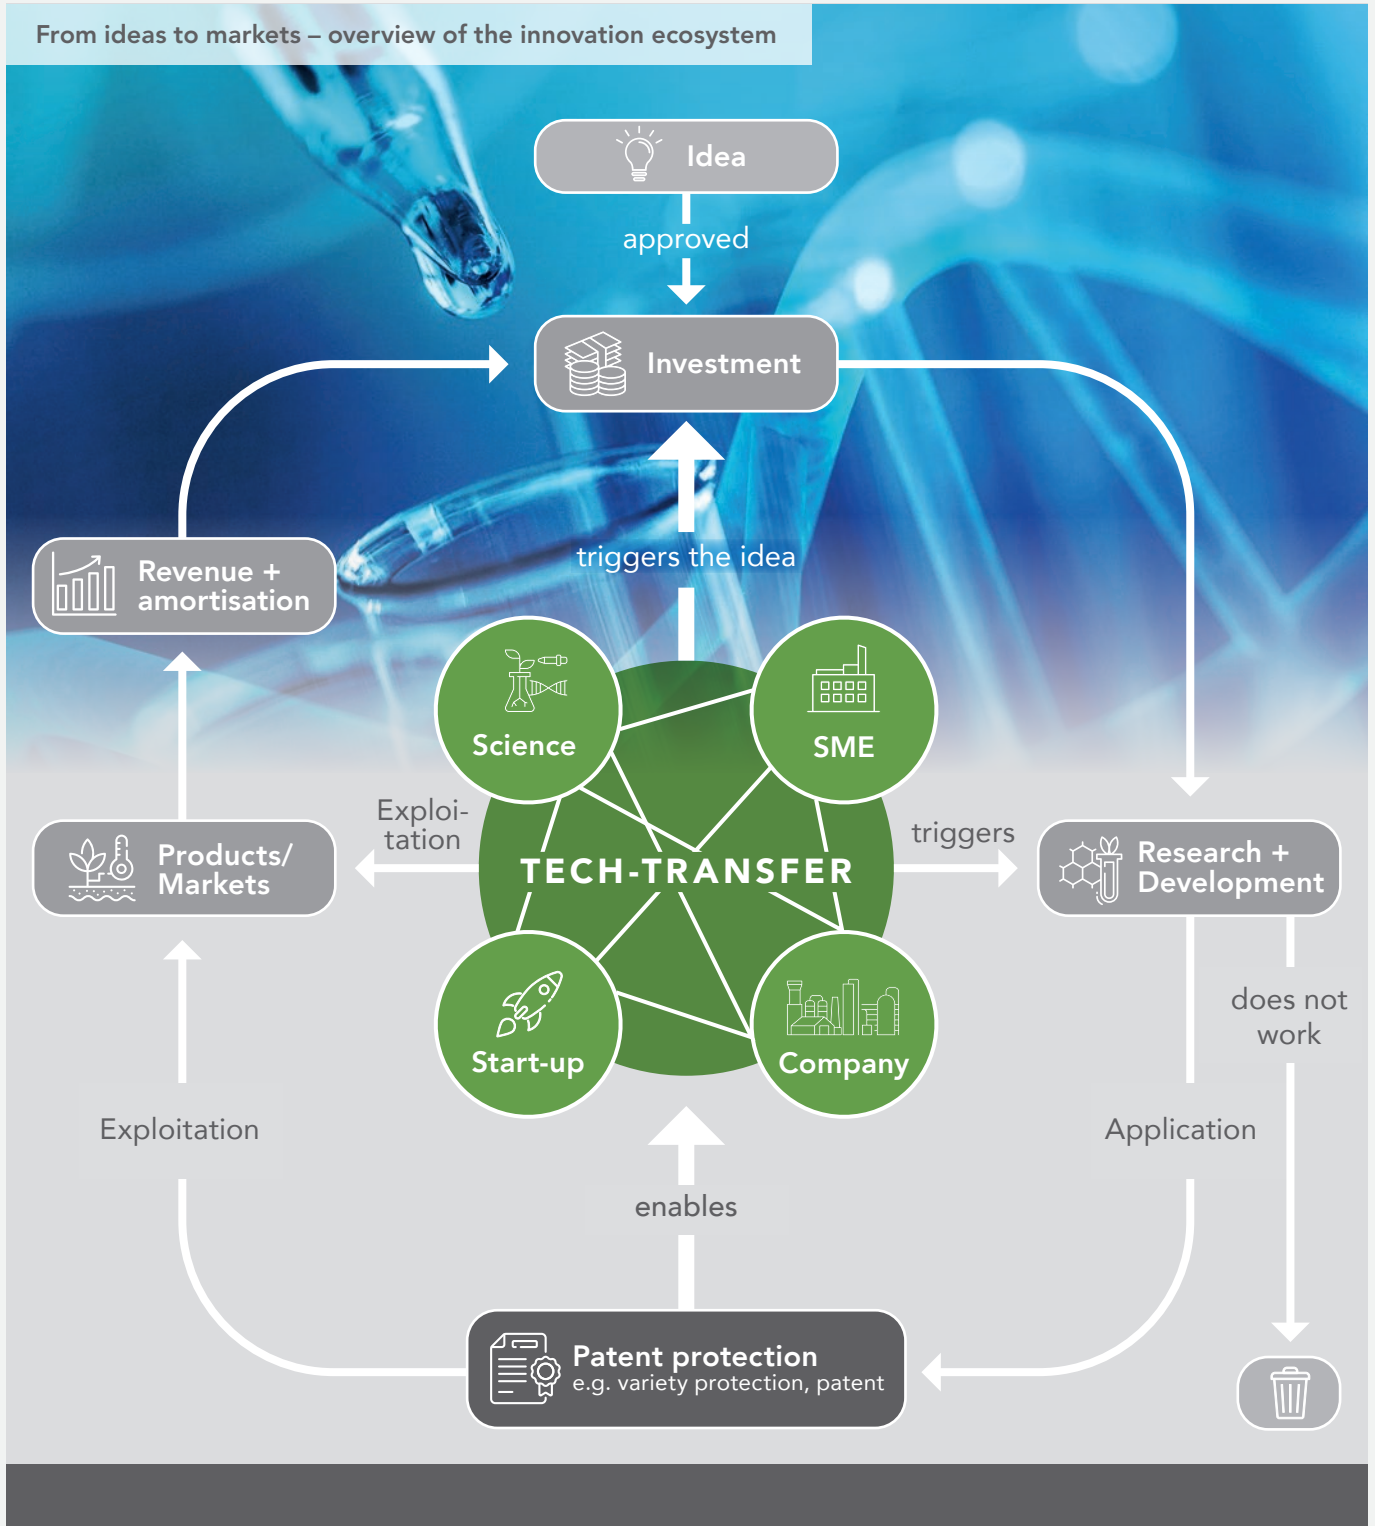 From ideas to markets – overview of the innovation ecosystem
Idea
approved
Investment
triggers the idea
Revenue +
amortisation
Science
SME
Exploi-
tation
triggers
Products/
Markets
TECH-TRANSFER
Research +
Development
does not
work
Start-up
Company
Exploitation
Application
enables
Patent protection
e.g. variety protection, patent